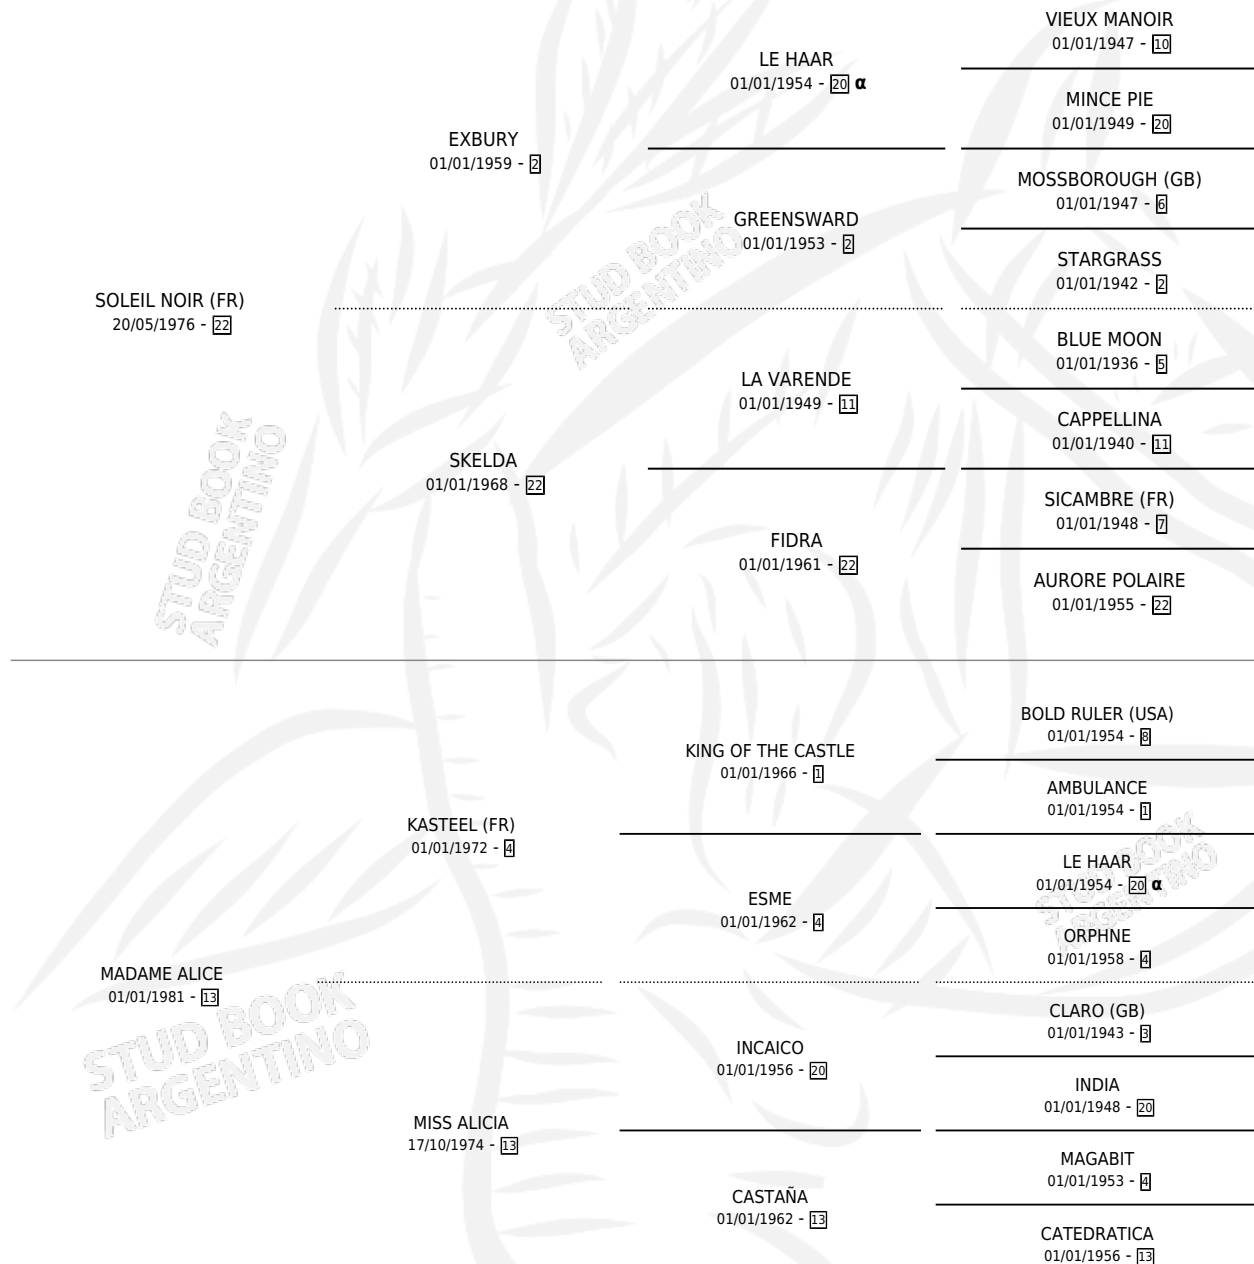 VIEUX MANOIR
01/01/1947 - 10
LE HAAR
01/01/1954 - 20 α
MINCE PIE
01/01/1949 - 20
EXBURY
01/01/1959 - 2
MOSSBOROUGH (GB)
01/01/1947 - 6
GREENSWARD
01/01/1953 - 2
STARGRASS
01/01/1942 - 2
SOLEIL NOIR (FR)
20/05/1976 - 22
BLUE MOON
01/01/1936 - 5
LA VARENDE
01/01/1949 - 11
CAPPELLINA
01/01/1940 - 11
SKELDA
01/01/1968 - 22
SICAMBRE (FR)
01/01/1948 - 7
FIDRA
01/01/1961 - 22
AURORE POLAIRE
01/01/1955 - 22
BOLD RULER (USA)
01/01/1954 - 8
KING OF THE CASTLE
01/01/1966 - 1
AMBULANCE
01/01/1954 - 1
KASTEEL (FR)
01/01/1972 - 4
LE HAAR
01/01/1954 - 20 α
ESME
01/01/1962 - 4
ORPHNE
01/01/1958 - 4
MADAME ALICE
01/01/1981 - 13
CLARO (GB)
01/01/1943 - 3
INCAICO
01/01/1956 - 20
INDIA
01/01/1948 - 20
MISS ALICIA
17/10/1974 - 13
MAGABIT
01/01/1953 - 4
CASTAÑA
01/01/1962 - 13
CATEDRATICA
01/01/1956 - 13
STUD BOOK
ARGENTINO
STUD BOOK
ARGENTINO
STUD BOOK
ARGENTINO
STUD BOOK
ARGENTINO